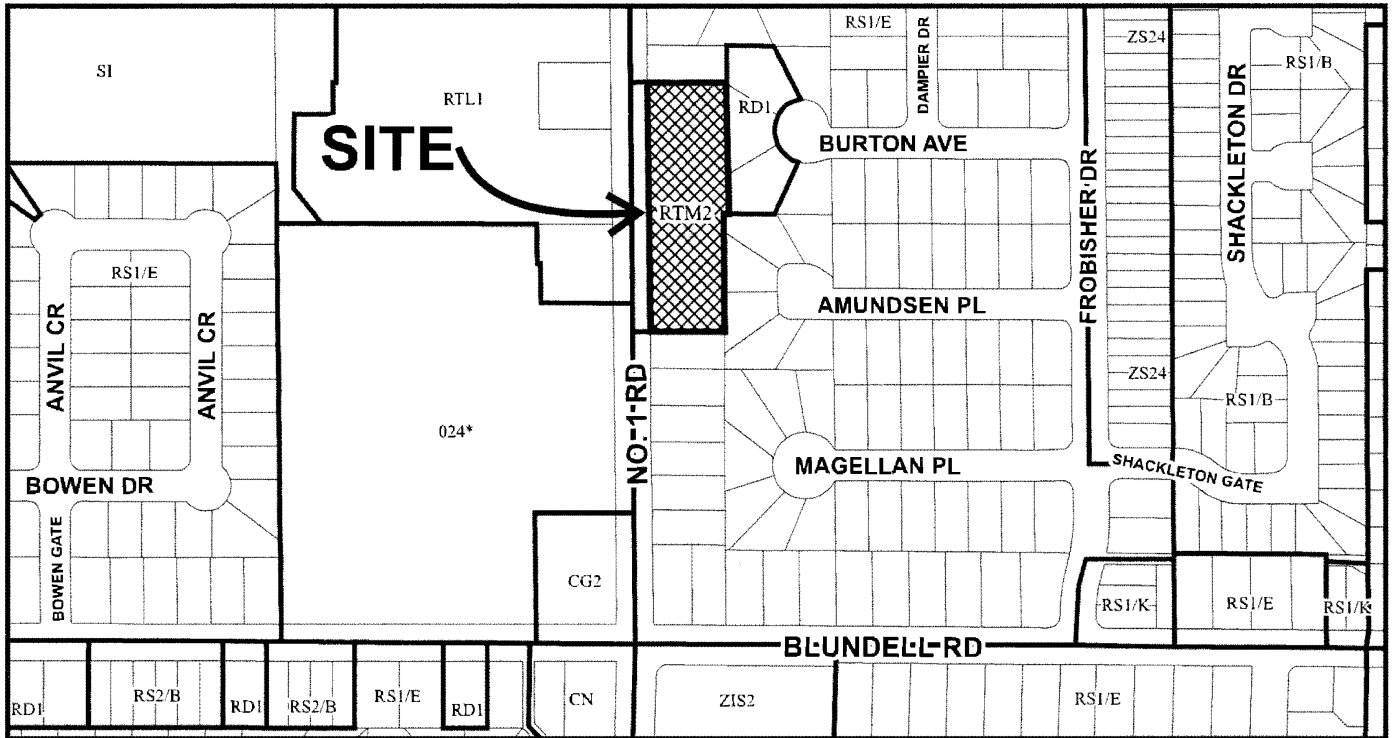 SI
RTL1
RS1/E
DAMPIER DR
ZS24
RS1/B
SHACKLETON DR
RD1
SITE
BURTON AVE
RTM2
FROBISHER DR
RS1/E
ANVIL CR
ANVIL CR
AMUNDSEN PL
ZS24
RS1/B
024*
NO. 1 RD
MAGELLAN PL
SHACKLETON GATE
BOWEN DR
BOWEN GATE
CG2
RS1/K
RS1/E
RS1/K
BLUNDELL RD
RD1
RS2/B
RD1
RS2/B
RS1/E
RD1
CN
ZIS2
RS1/E